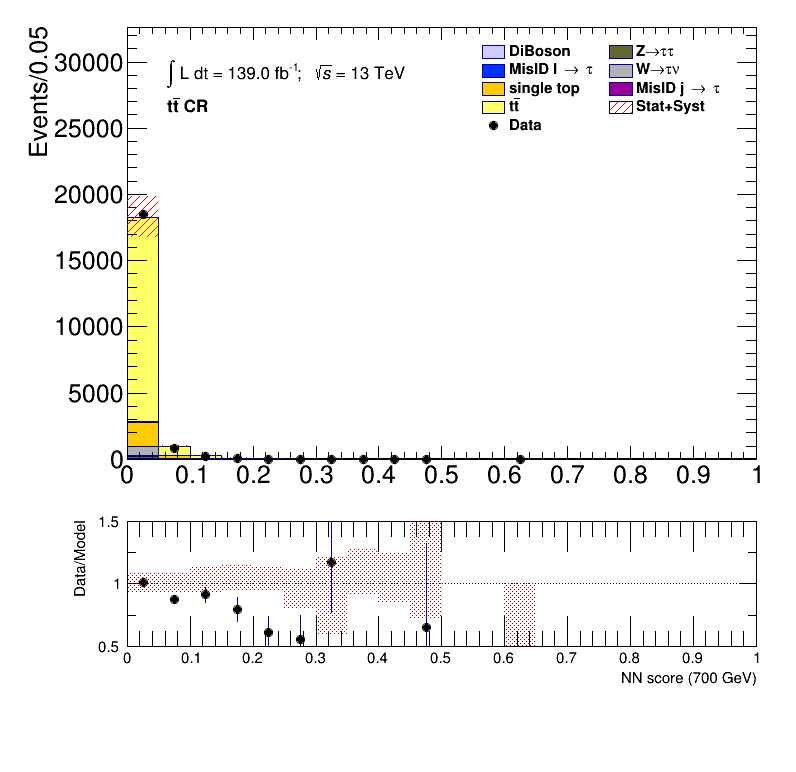 Events/0.05
30000
25000
20000
15000
10000
5000
0
∫ L dt = 139.0 fb⁻¹; √s = 13 TeV
tt̄ CR
DiBoson
MisID l → τ
single top
tt̄
Data
Z→ττ
W→τν
MisID j → τ
Stat+Syst
0 0.1 0.2 0.3 0.4 0.5 0.6 0.7 0.8 0.9 1
Data/Model
1.5
1
0.5
0 0.1 0.2 0.3 0.4 0.5 0.6 0.7 0.8 0.9 1
NN score (700 GeV)